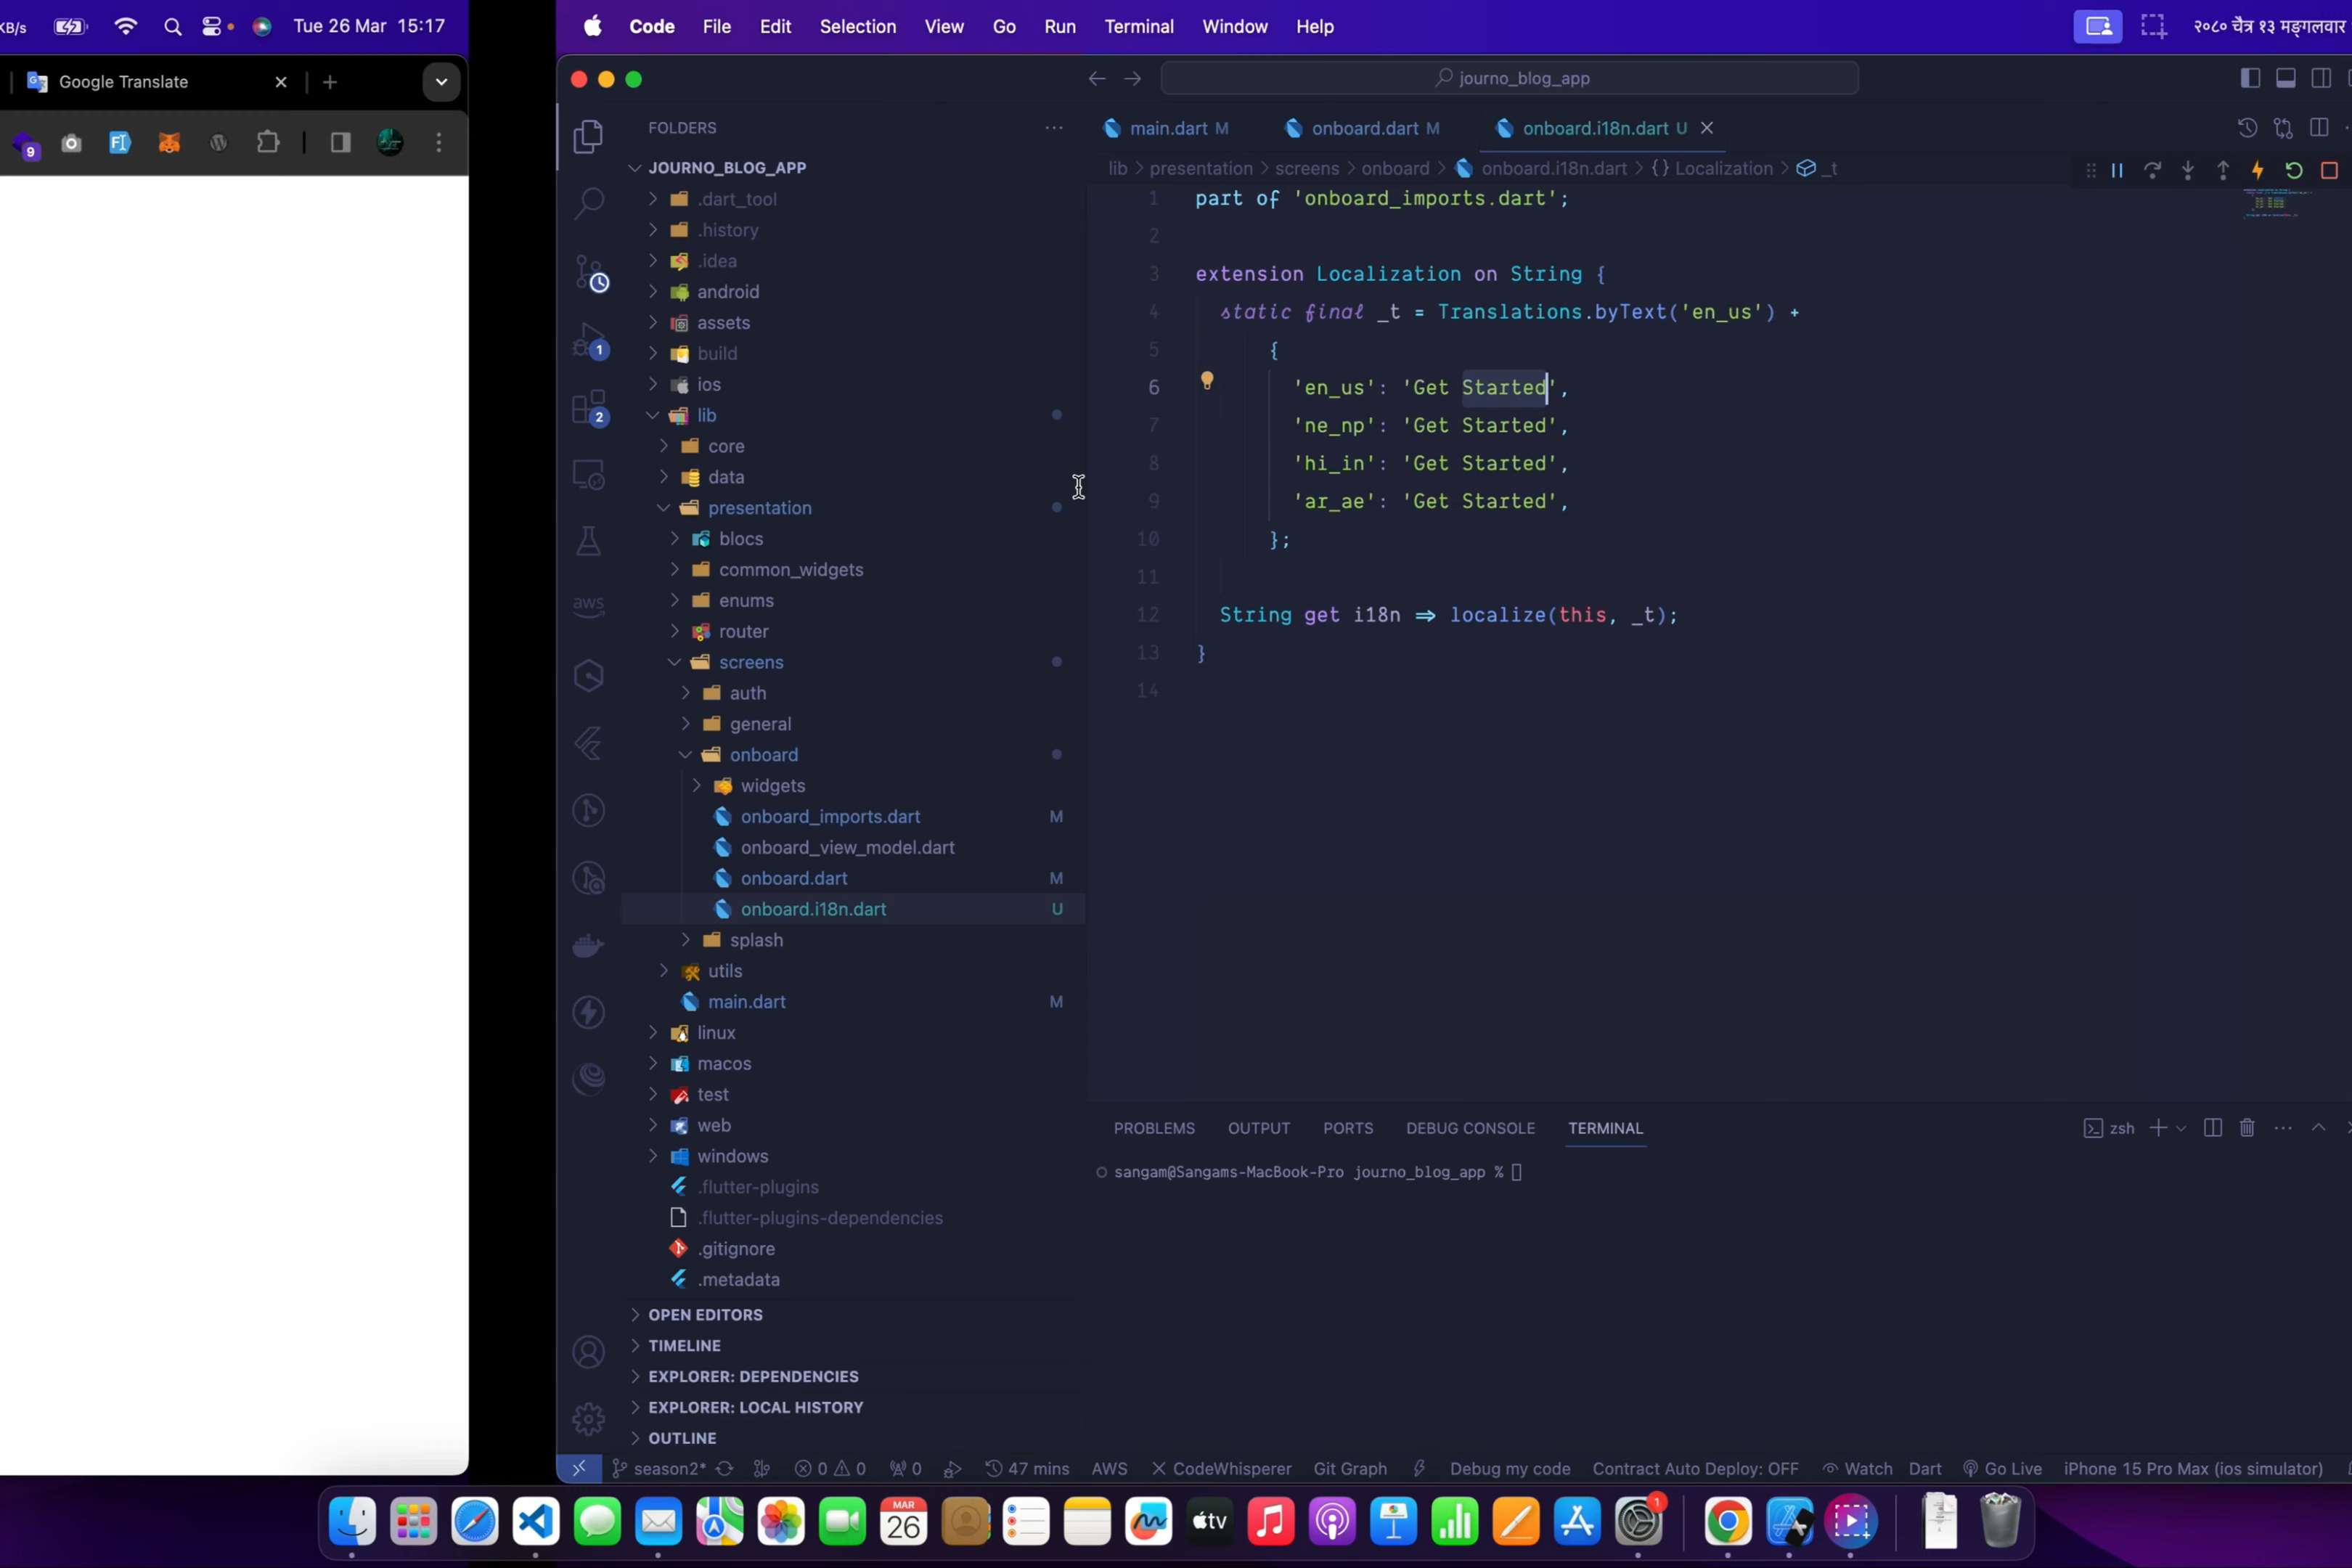 KB/s
Tue 26 Mar 15:17
Code File Edit Selection View Go Run Terminal Window Help
२०८० चैत्र १३ मङ्गलवार
Google Translate
journo_blog_app
9
FOLDERS
JOURNO_BLOG_APP
.dart_tool
.history
.idea
android
assets
build
ios
lib
core
data
presentation
blocs
common_widgets
enums
router
screens
auth
general
onboard
widgets
onboard_imports.dart M
onboard_view_model.dart
onboard.dart M
onboard.i18n.dart U
splash
utils
main.dart M
linux
macos
test
web
windows
.flutter-plugins
.flutter-plugins-dependencies
.gitignore
.metadata
OPEN EDITORS
TIMELINE
EXPLORER: DEPENDENCIES
EXPLORER: LOCAL HISTORY
OUTLINE
1
2
aws
main.dart M onboard.dart M onboard.i18n.dart U
lib > presentation > screens > onboard > onboard.i18n.dart > {} Localization > _t
1 part of 'onboard_imports.dart';
2
3 extension Localization on String {
4 static final _t = Translations.byText('en_us') +
5 {
6 'en_us': 'Get Started',
7 'ne_np': 'Get Started',
8 'hi_in': 'Get Started',
9 'ar_ae': 'Get Started',
10 };
11
12 String get i18n => localize(this, _t);
13 }
14
PROBLEMS OUTPUT PORTS DEBUG CONSOLE TERMINAL
zsh
sangam@Sangams-MacBook-Pro journo_blog_app %
season2* 0 0 0 47 mins AWS CodeWhisperer Git Graph Debug my code Contract Auto Deploy: OFF Watch Dart Go Live iPhone 15 Pro Max (ios simulator)
MAR
26
tv
1